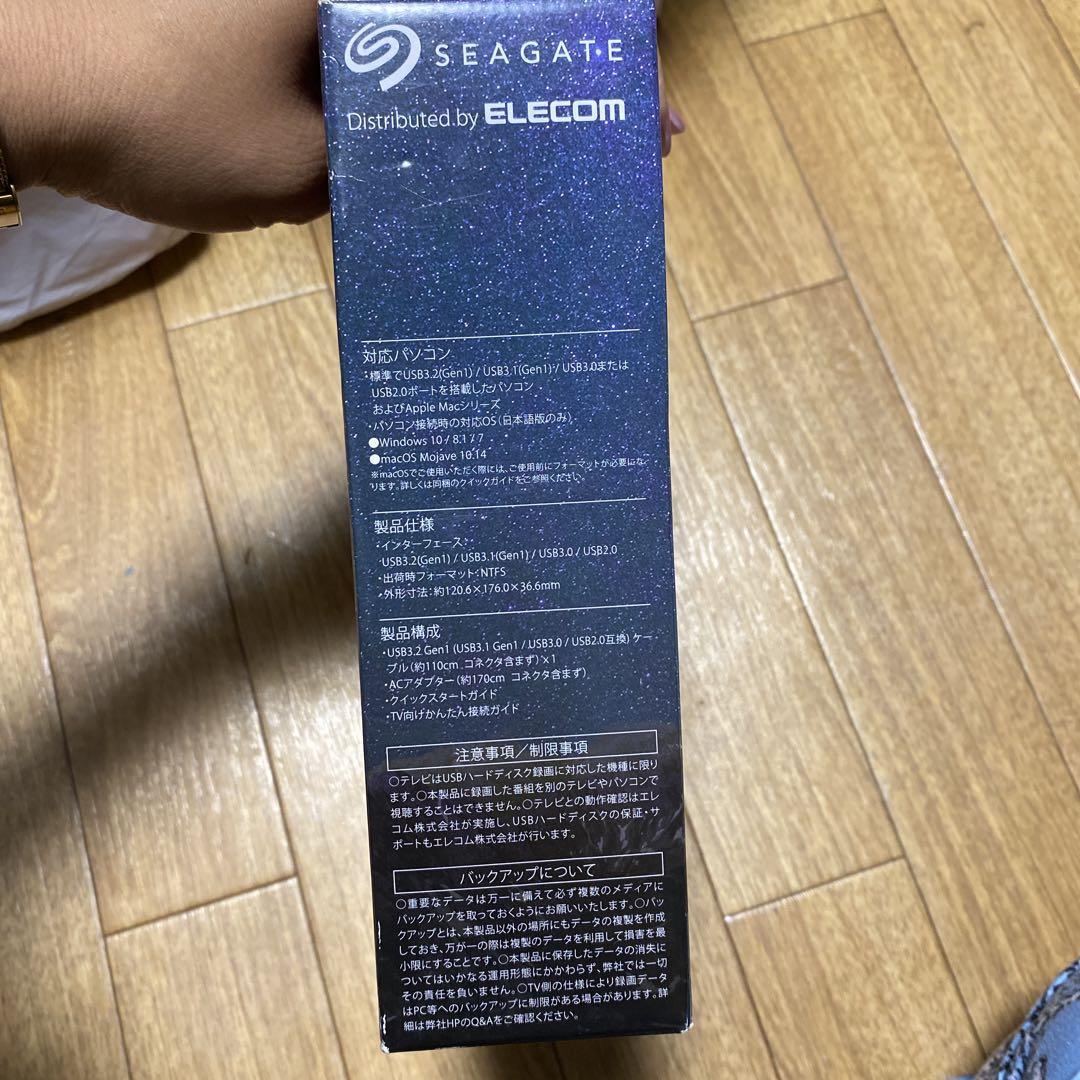 SEAGATE
Distributed by ELECOM
対応パソコン
・標準でUSB3.2(Gen1) / USB3.1(Gen1) / USB3.0または
USB2.0ポートを搭載したパソコン
およびApple Macシリーズ
・パソコン接続時の対応OS(日本語版のみ)
●Windows 10 / 8.1 / 7
●macOS Mojave 10.14
※macOSでご使用いただく際には、ご使用前にフォーマットが必要にな
ります。詳しくは同梱のクイックガイドをご参照ください。
製品仕様
・インターフェース:
USB3.2(Gen1) / USB3.1(Gen1) / USB3.0 / USB2.0
・出荷時フォーマット:NTFS
・外形寸法:約120.6×176.0×36.6mm
製品構成
・USB3.2 Gen1 (USB3.1 Gen1 / USB3.0 / USB2.0互換) ケー
ブル(約110cm コネクタ含まず)×1
・ACアダプター(約170cm コネクタ含まず)
・クイックスタートガイド
・TV向けかんたん接続ガイド
注意事項／制限事項
○テレビはUSBハードディスク録画に対応した機種に限り
ます。○本製品に録画した番組を別のテレビやパソコンで
視聴することはできません。○テレビとの動作確認はエレ
コム株式会社が実施し、USBハードディスクの保証・サ
ポートもエレコム株式会社が行います。
バックアップについて
○重要なデータは万一に備えて必ず複数のメディアに
バックアップを取っておくようにお願いいたします。○バッ
クアップとは、本製品以外の場所にもデータの複製を作成
しておき、万が一の際は複製のデータを利用して損害を最
小限にすることです。○本製品に保存したデータの消失に
ついてはいかなる運用形態にかかわらず、弊社では一切
その責任を負いません。○TV側の仕様により録画データ
はPC等へのバックアップに制限がある場合があります。詳
細は弊社HPのQ&Aをご確認ください。